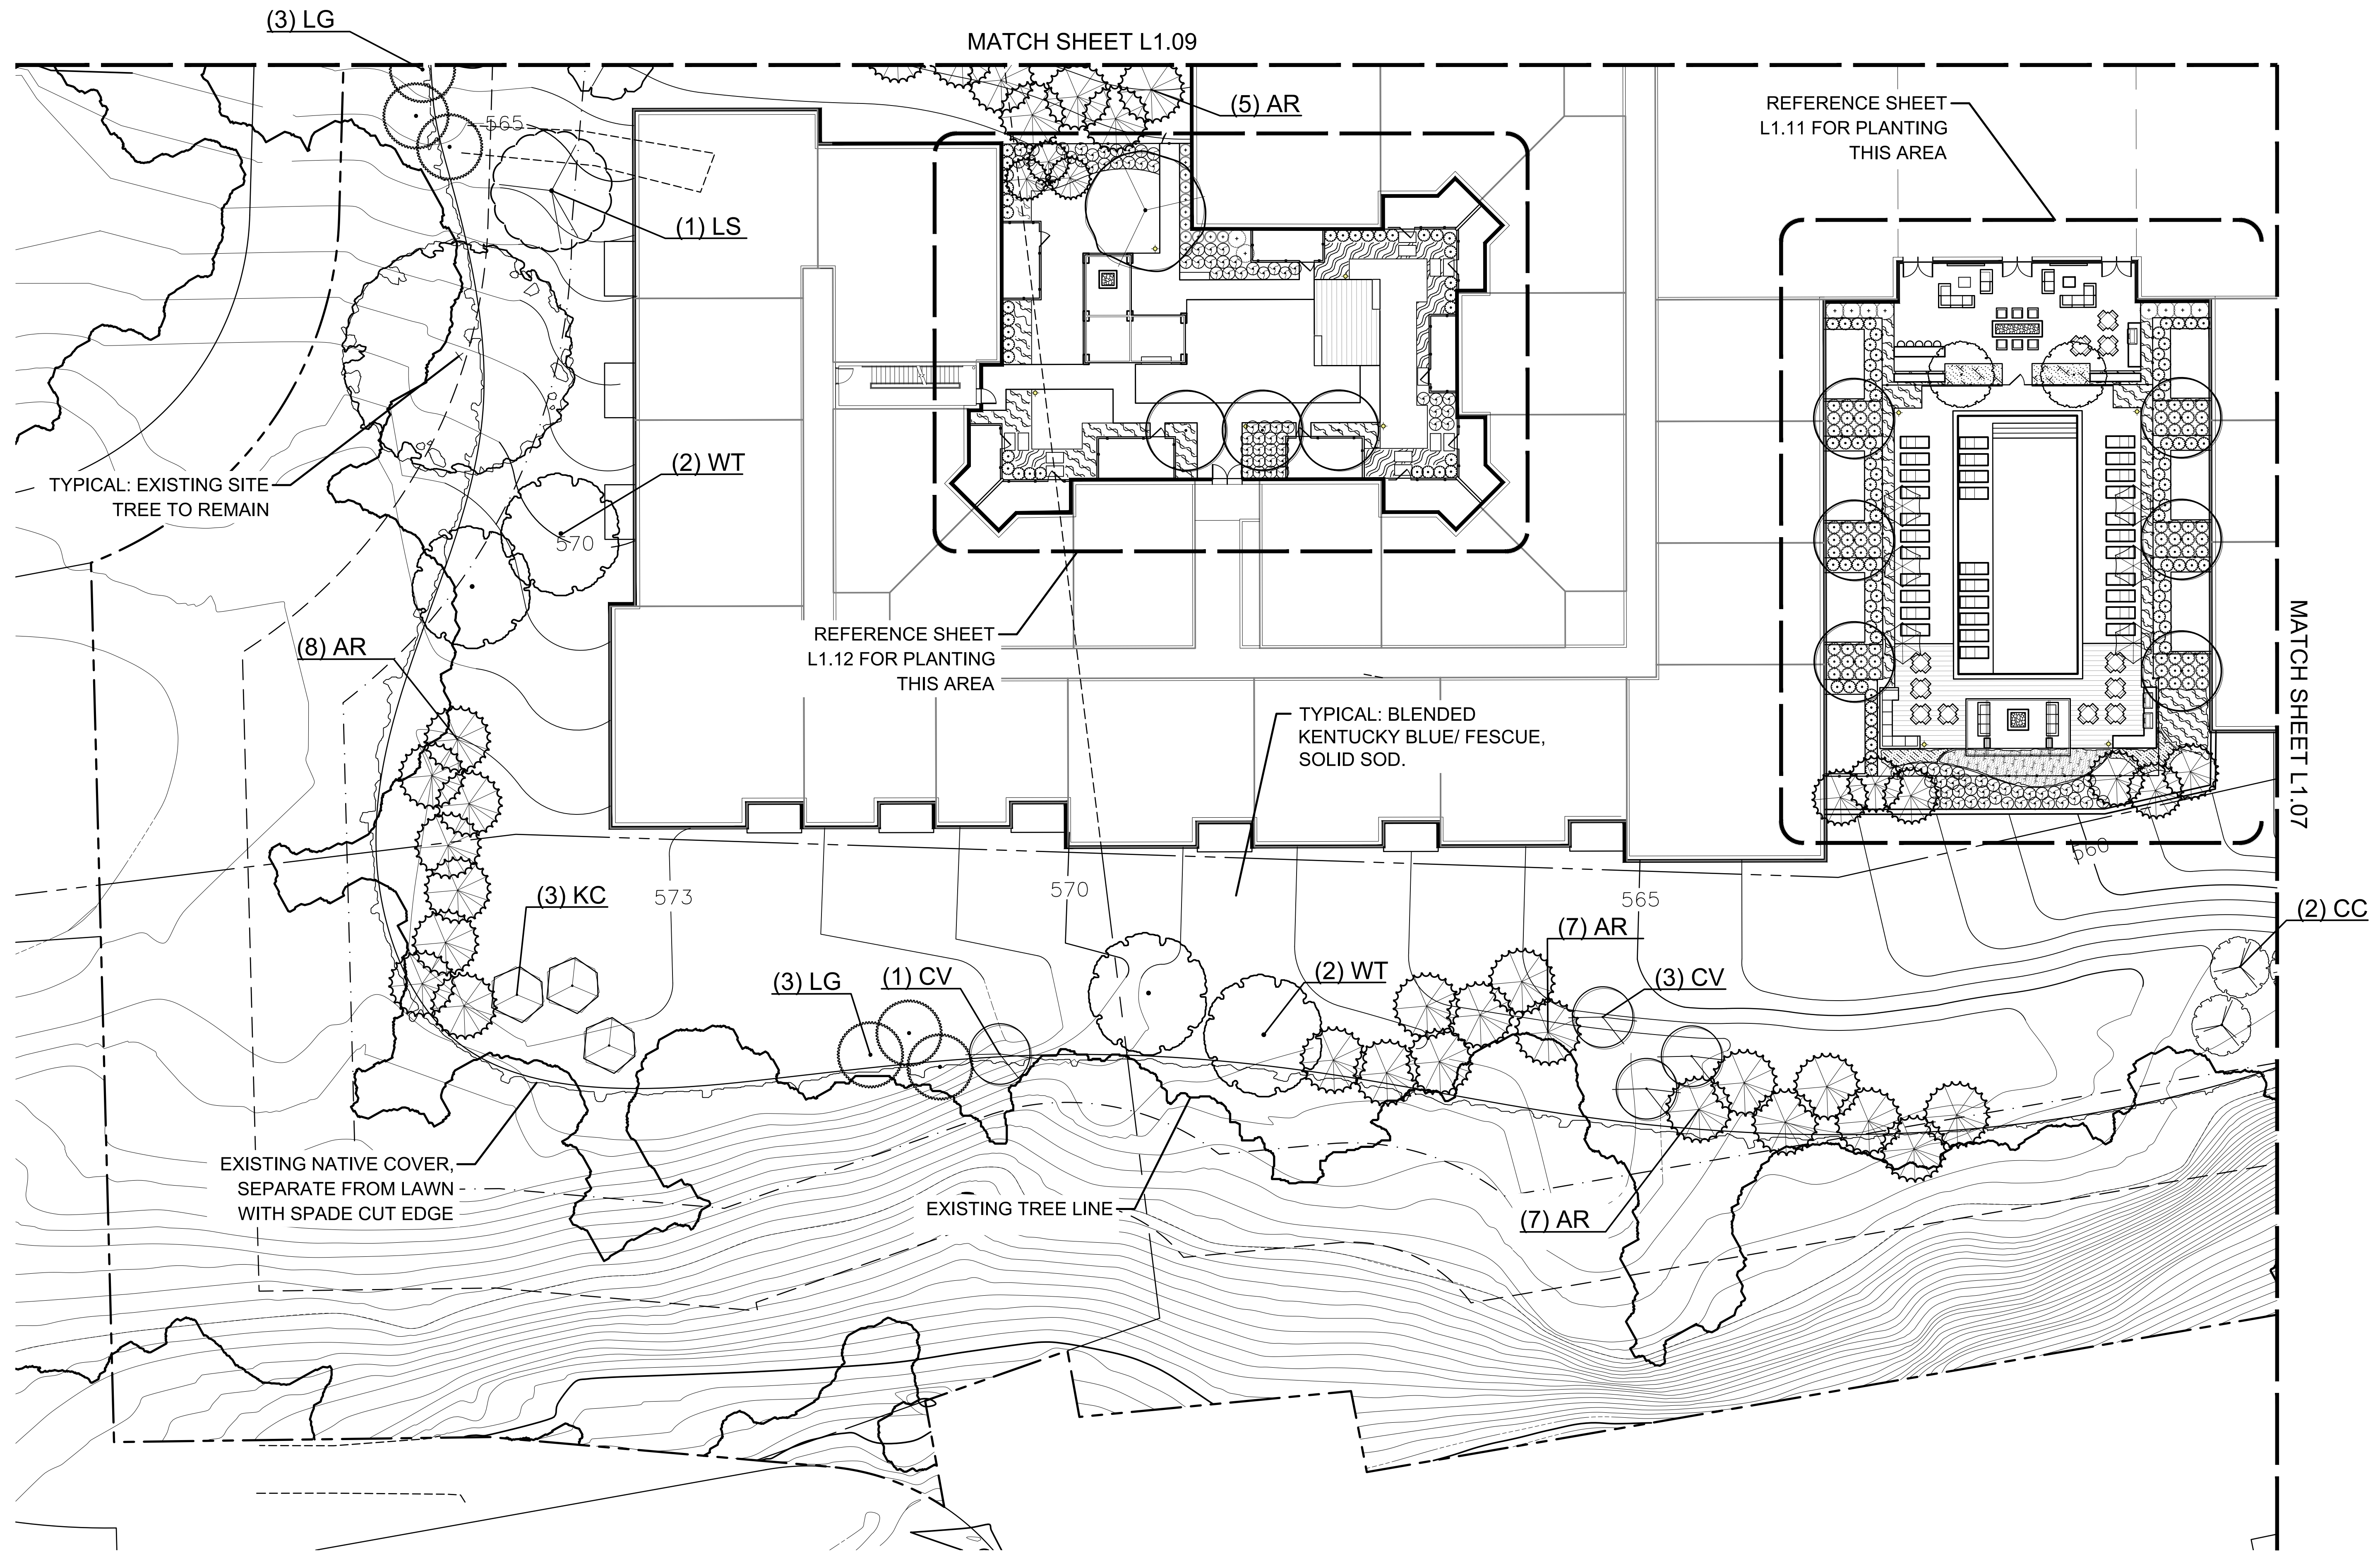 (3) LG
MATCH SHEET L1.09
(5) AR
REFERENCE SHEET
L1.11 FOR PLANTING
THIS AREA
565
(1) LS
(2) WT
TYPICAL: EXISTING SITE
TREE TO REMAIN
570
(8) AR
REFERENCE SHEET
L1.12 FOR PLANTING
THIS AREA
TYPICAL: BLENDED
KENTUCKY BLUE/ FESCUE,
SOLID SOD.
MATCH SHEET L1.07
560
(3) KC
573
570
565
(2) CC
(7) AR
(3) LG
(1) CV
(2) WT
(3) CV
EXISTING NATIVE COVER,
SEPARATE FROM LAWN
WITH SPADE CUT EDGE
EXISTING TREE LINE
(7) AR